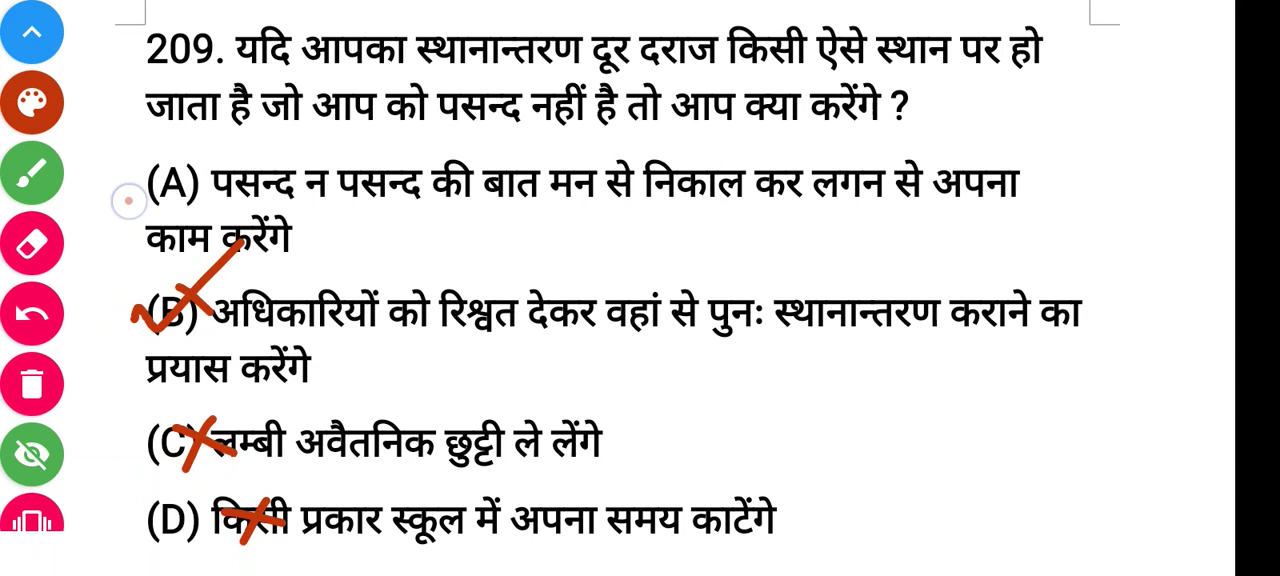 209. यदि आपका स्थानान्तरण दूर दराज किसी ऐसे स्थान पर हो
जाता है जो आप को पसन्द नहीं है तो आप क्या करेंगे ?
(A) पसन्द न पसन्द की बात मन से निकाल कर लगन से अपना
काम करेंगे
(B) अधिकारियों को रिश्वत देकर वहां से पुनः स्थानान्तरण कराने का
प्रयास करेंगे
(C) लम्बी अवैतनिक छुट्टी ले लेंगे
(D) किसी प्रकार स्कूल में अपना समय काटेंगे